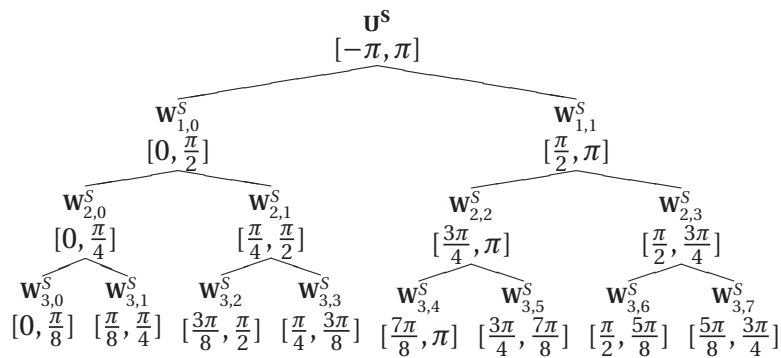 U^S
[−π, π]
W^S_{1,0} W^S_{1,1}
[0, π/2] [π/2, π]
W^S_{2,0} W^S_{2,1} W^S_{2,2} W^S_{2,3}
[0, π/4] [π/4, π/2] [3π/4, π] [π/2, 3π/4]
W^S_{3,0} W^S_{3,1} W^S_{3,2} W^S_{3,3} W^S_{3,4} W^S_{3,5} W^S_{3,6} W^S_{3,7}
[0, π/8] [π/8, π/4] [3π/8, π/2] [π/4, 3π/8] [7π/8, π] [3π/4, 7π/8] [π/2, 5π/8] [5π/8, 3π/4]